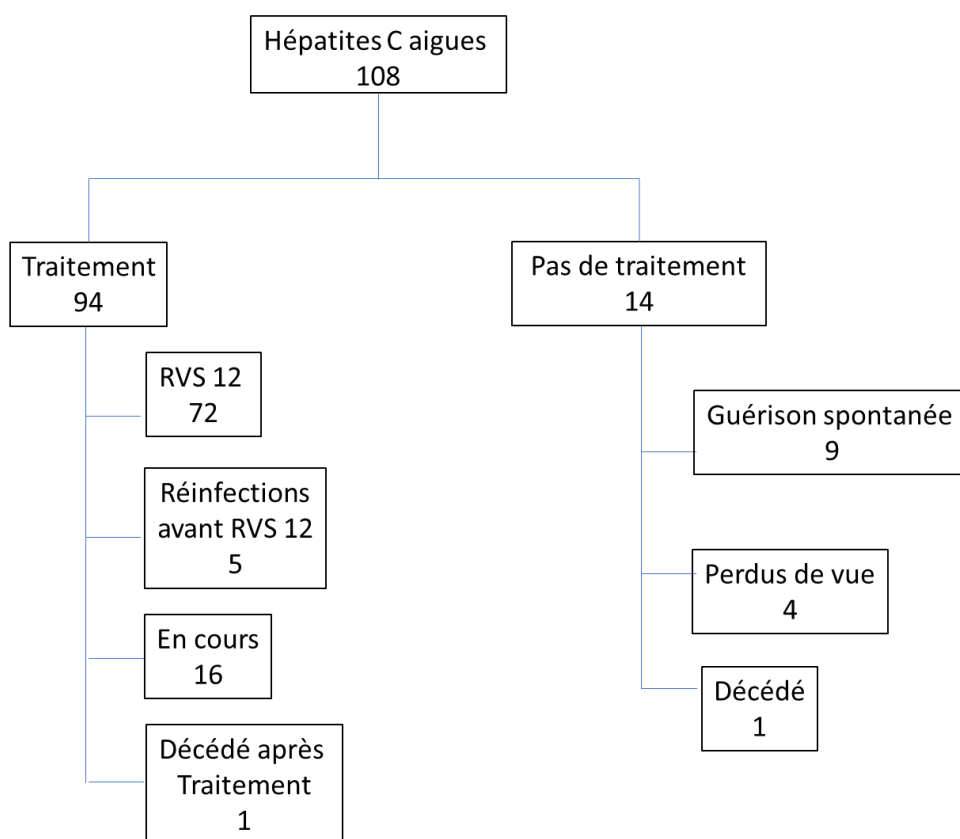 Hépatites C aigues
108
Traitement
94
RVS 12
72
Réinfections
avant RVS 12
5
En cours
16
Décédé après
Traitement
1
Pas de traitement
14
Guérison spontanée
9
Perdus de vue
4
Décédé
1